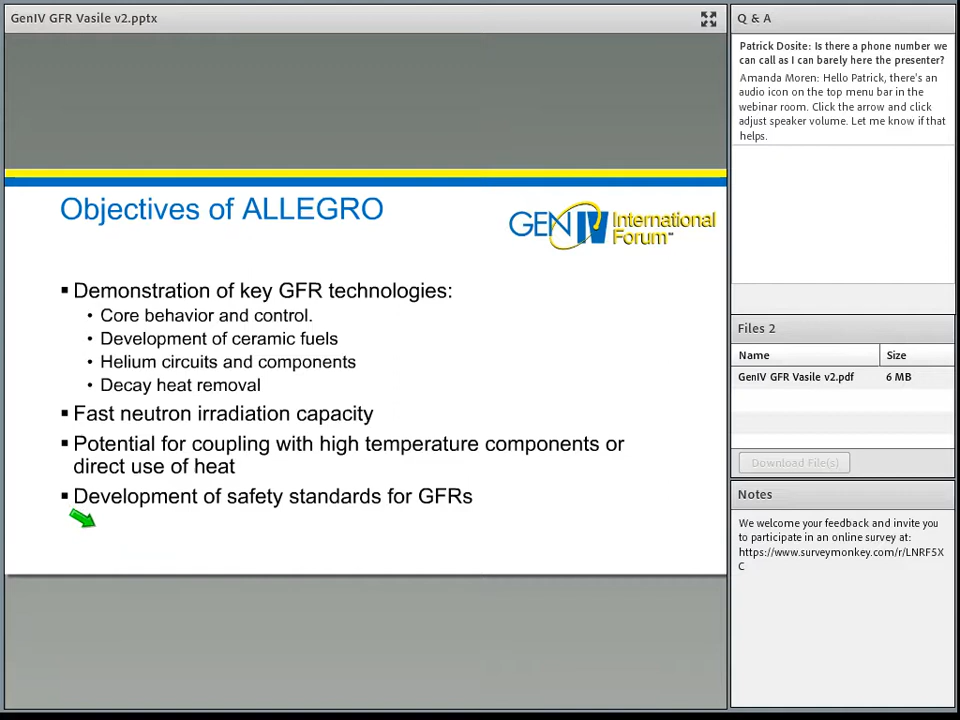 GenIV GFR Vasile v2.pptx
Objectives of ALLEGRO
GENIV International
Forum™
▪ Demonstration of key GFR technologies:
• Core behavior and control.
• Development of ceramic fuels
• Helium circuits and components
• Decay heat removal
▪ Fast neutron irradiation capacity
▪ Potential for coupling with high temperature components or
direct use of heat
▪ Development of safety standards for GFRs
Q & A
Patrick Dosite: Is there a phone number we
can call as I can barely here the presenter?
Amanda Moren: Hello Patrick, there's an
audio icon on the top menu bar in the
webinar room. Click the arrow and click
adjust speaker volume. Let me know if that
helps.
Files 2
Name Size
GenIV GFR Vasile v2.pdf 6 MB
Download File(s)
Notes
We welcome your feedback and invite you
to participate in an online survey at:
https://www.surveymonkey.com/r/LNRF5X
C